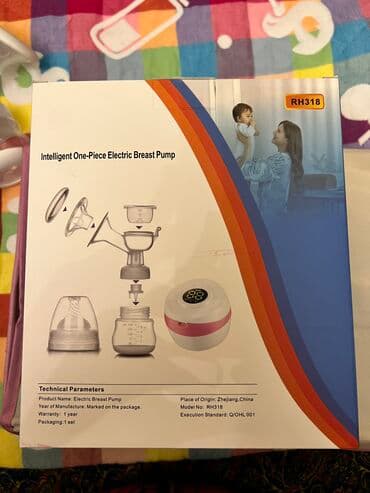 RH318
Intelligent One-Piece Electric Breast Pump
Technical Parameters
Product Name: Electric Breast Pump
Year of Manufacture: Marked on the package.
Warranty: 1 year
Packaging:1 set
Place of Origin: Zhejiang,China
Model No: RH318
Execution Standard: Q/OHL 001